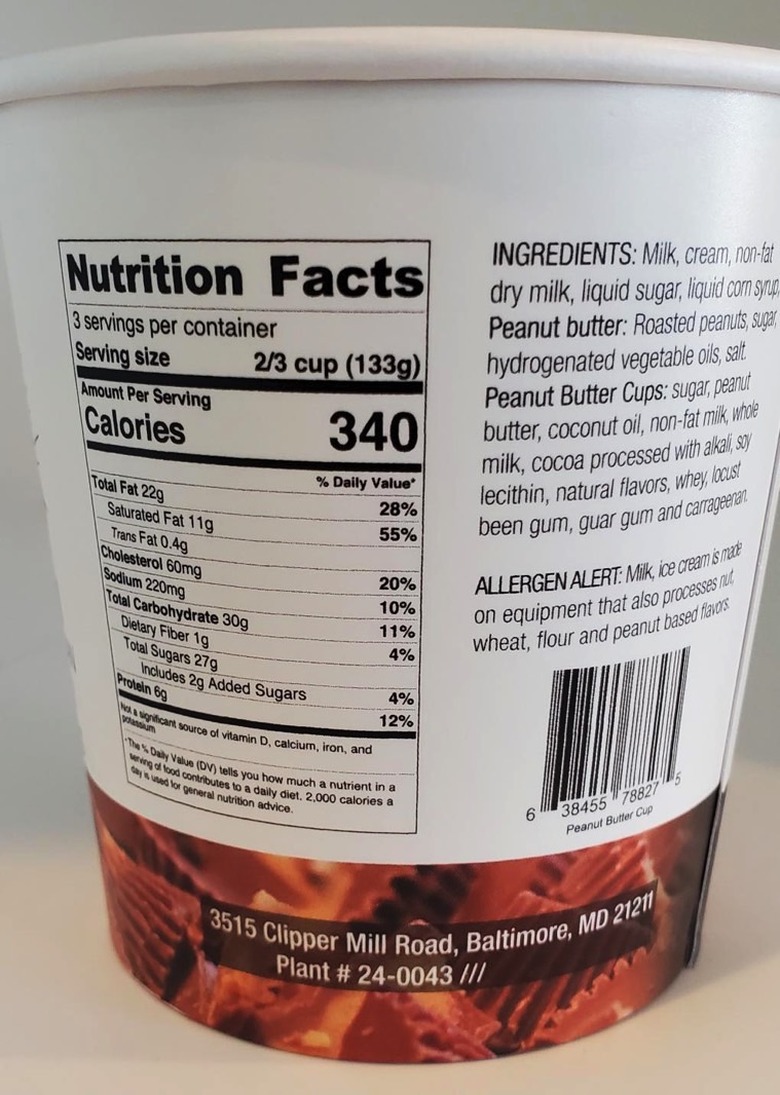 Nutrition Facts
3 servings per container
Serving size 2/3 cup (133g)
Amount Per Serving
Calories 340
% Daily Value*
Total Fat 22g 28%
Saturated Fat 11g 55%
Trans Fat 0.4g
Cholesterol 60mg 20%
Sodium 220mg 10%
Total Carbohydrate 30g 11%
Dietary Fiber 1g 4%
Total Sugars 27g
Includes 2g Added Sugars 4%
Protein 6g 12%
Not a significant source of vitamin D, calcium, iron, and
potassium
*The % Daily Value (DV) tells you how much a nutrient in a
serving of food contributes to a daily diet. 2,000 calories a
day is used for general nutrition advice.
INGREDIENTS: Milk, cream, non-fat
dry milk, liquid sugar, liquid corn syrup,
Peanut butter: Roasted peanuts, sugar,
hydrogenated vegetable oils, salt.
Peanut Butter Cups: sugar, peanut
butter, coconut oil, non-fat milk, whole
milk, cocoa processed with alkali, soy
lecithin, natural flavors, whey, locust
been gum, guar gum and carrageenan.
ALLERGEN ALERT: Milk, ice cream is made
on equipment that also processes nut,
wheat, flour and peanut based flavors.
6 38455 78827 5
Peanut Butter Cup
3515 Clipper Mill Road, Baltimore, MD 21211
Plant # 24-0043 ///